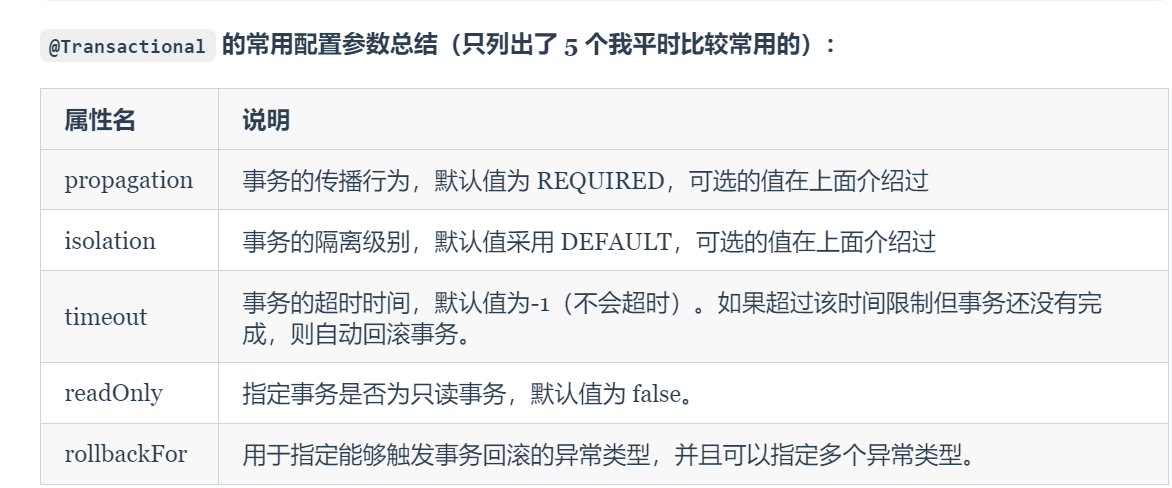 @Transactional 的常用配置参数总结（只列出了 5 个我平时比较常用的）：
属性名 说明
propagation 事务的传播行为，默认值为 REQUIRED，可选的值在上面介绍过
isolation 事务的隔离级别，默认值采用 DEFAULT，可选的值在上面介绍过
timeout 事务的超时时间，默认值为-1（不会超时）。如果超过该时间限制但事务还没有完
成，则自动回滚事务。
readOnly 指定事务是否为只读事务，默认值为 false。
rollbackFor 用于指定能够触发事务回滚的异常类型，并且可以指定多个异常类型。